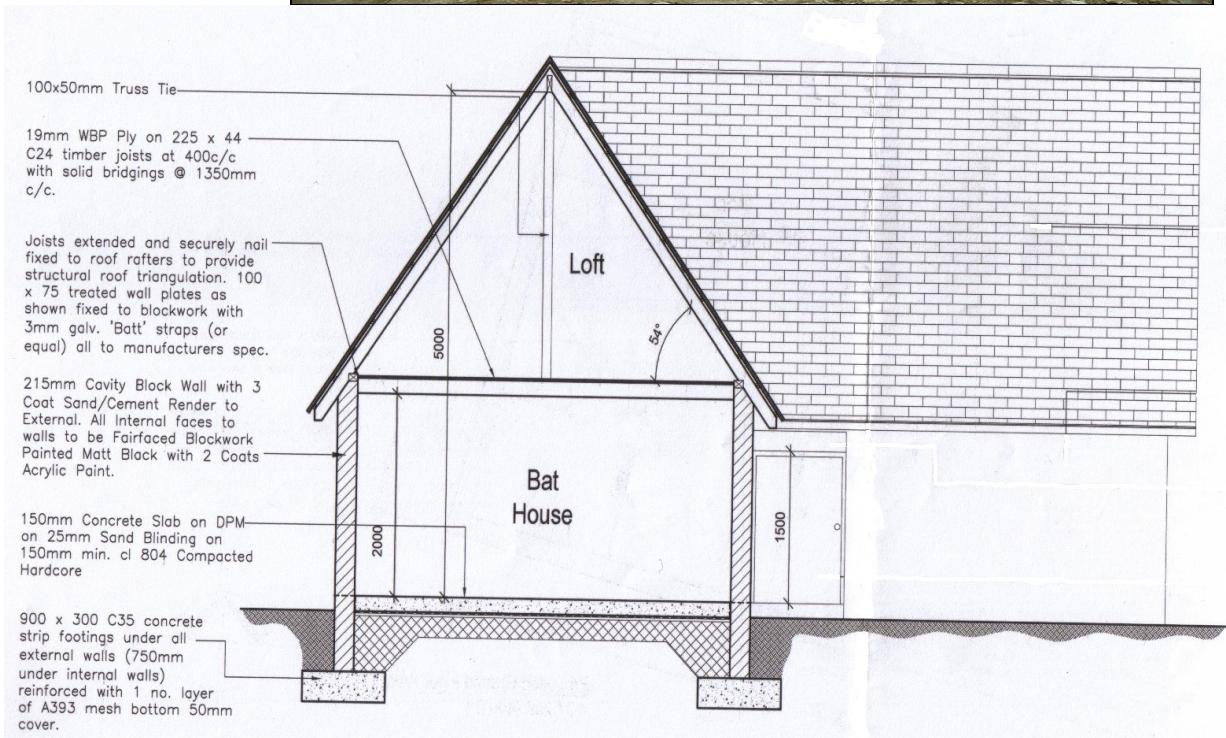 100x50mm Truss Tie
19mm WBP Ply on 225 x 44
C24 timber joists at 400c/c
with solid bridgings @ 1350mm
c/c.
Joists extended and securely nail
fixed to roof rafters to provide
structural roof triangulation. 100
x 75 treated wall plates as
shown fixed to blockwork with
3mm galv. 'Batt' straps (or
equal) all to manufacturers spec.
215mm Cavity Block Wall with 3
Coat Sand/Cement Render to
External. All Internal faces to
walls to be Fairfaced Blockwork
Painted Matt Black with 2 Coats
Acrylic Paint.
150mm Concrete Slab on DPM
on 25mm Sand Blinding on
150mm min. cl 804 Compacted
Hardcore
900 x 300 C35 concrete
strip footings under all
external walls (750mm
under internal walls)
reinforced with 1 no. layer
of A393 mesh bottom 50mm
cover.
Loft
54°
5000
Bat
House
2000
1500